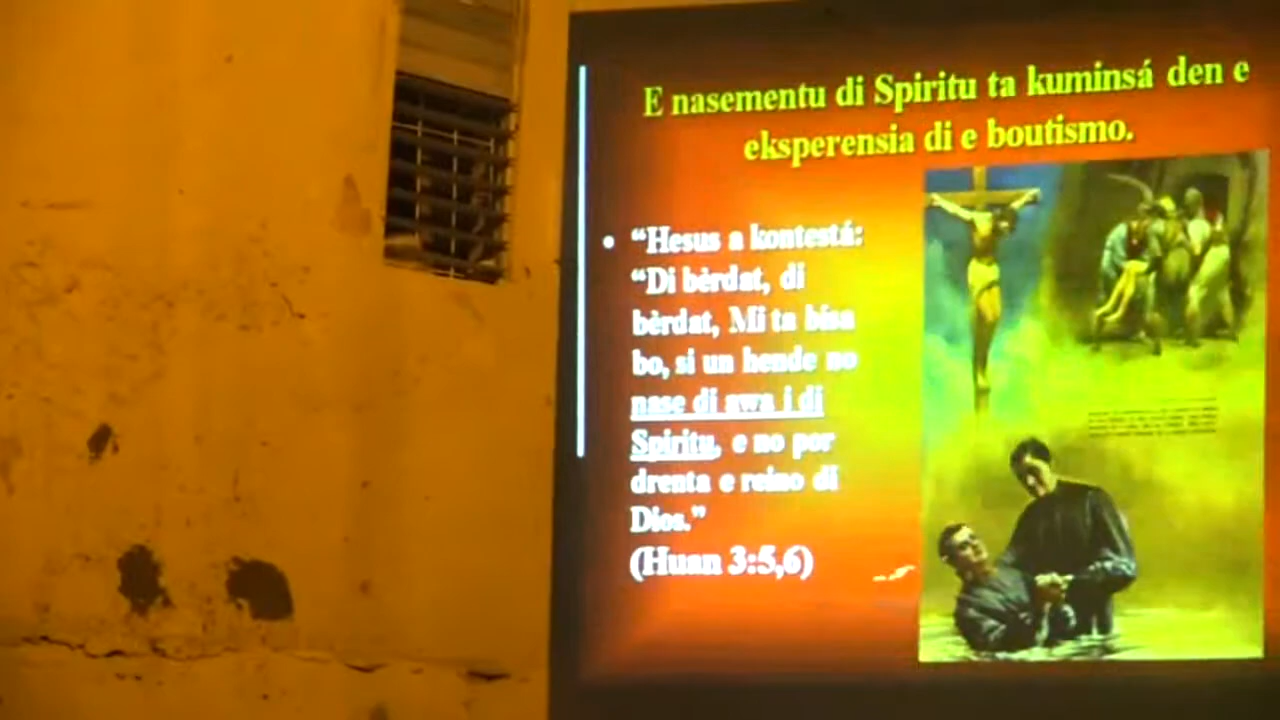 E nasementu di Spiritu ta kuminsá den e
eksperensia di e boutismo.
• “Hesus a kontestá:
“Di bèrdat, di
bèrdat, Mi ta bisa
bo, si un hende no
nase di awa i di
Spiritu, e no por
drenta e reino di
Dios.”
(Huan 3:5,6)